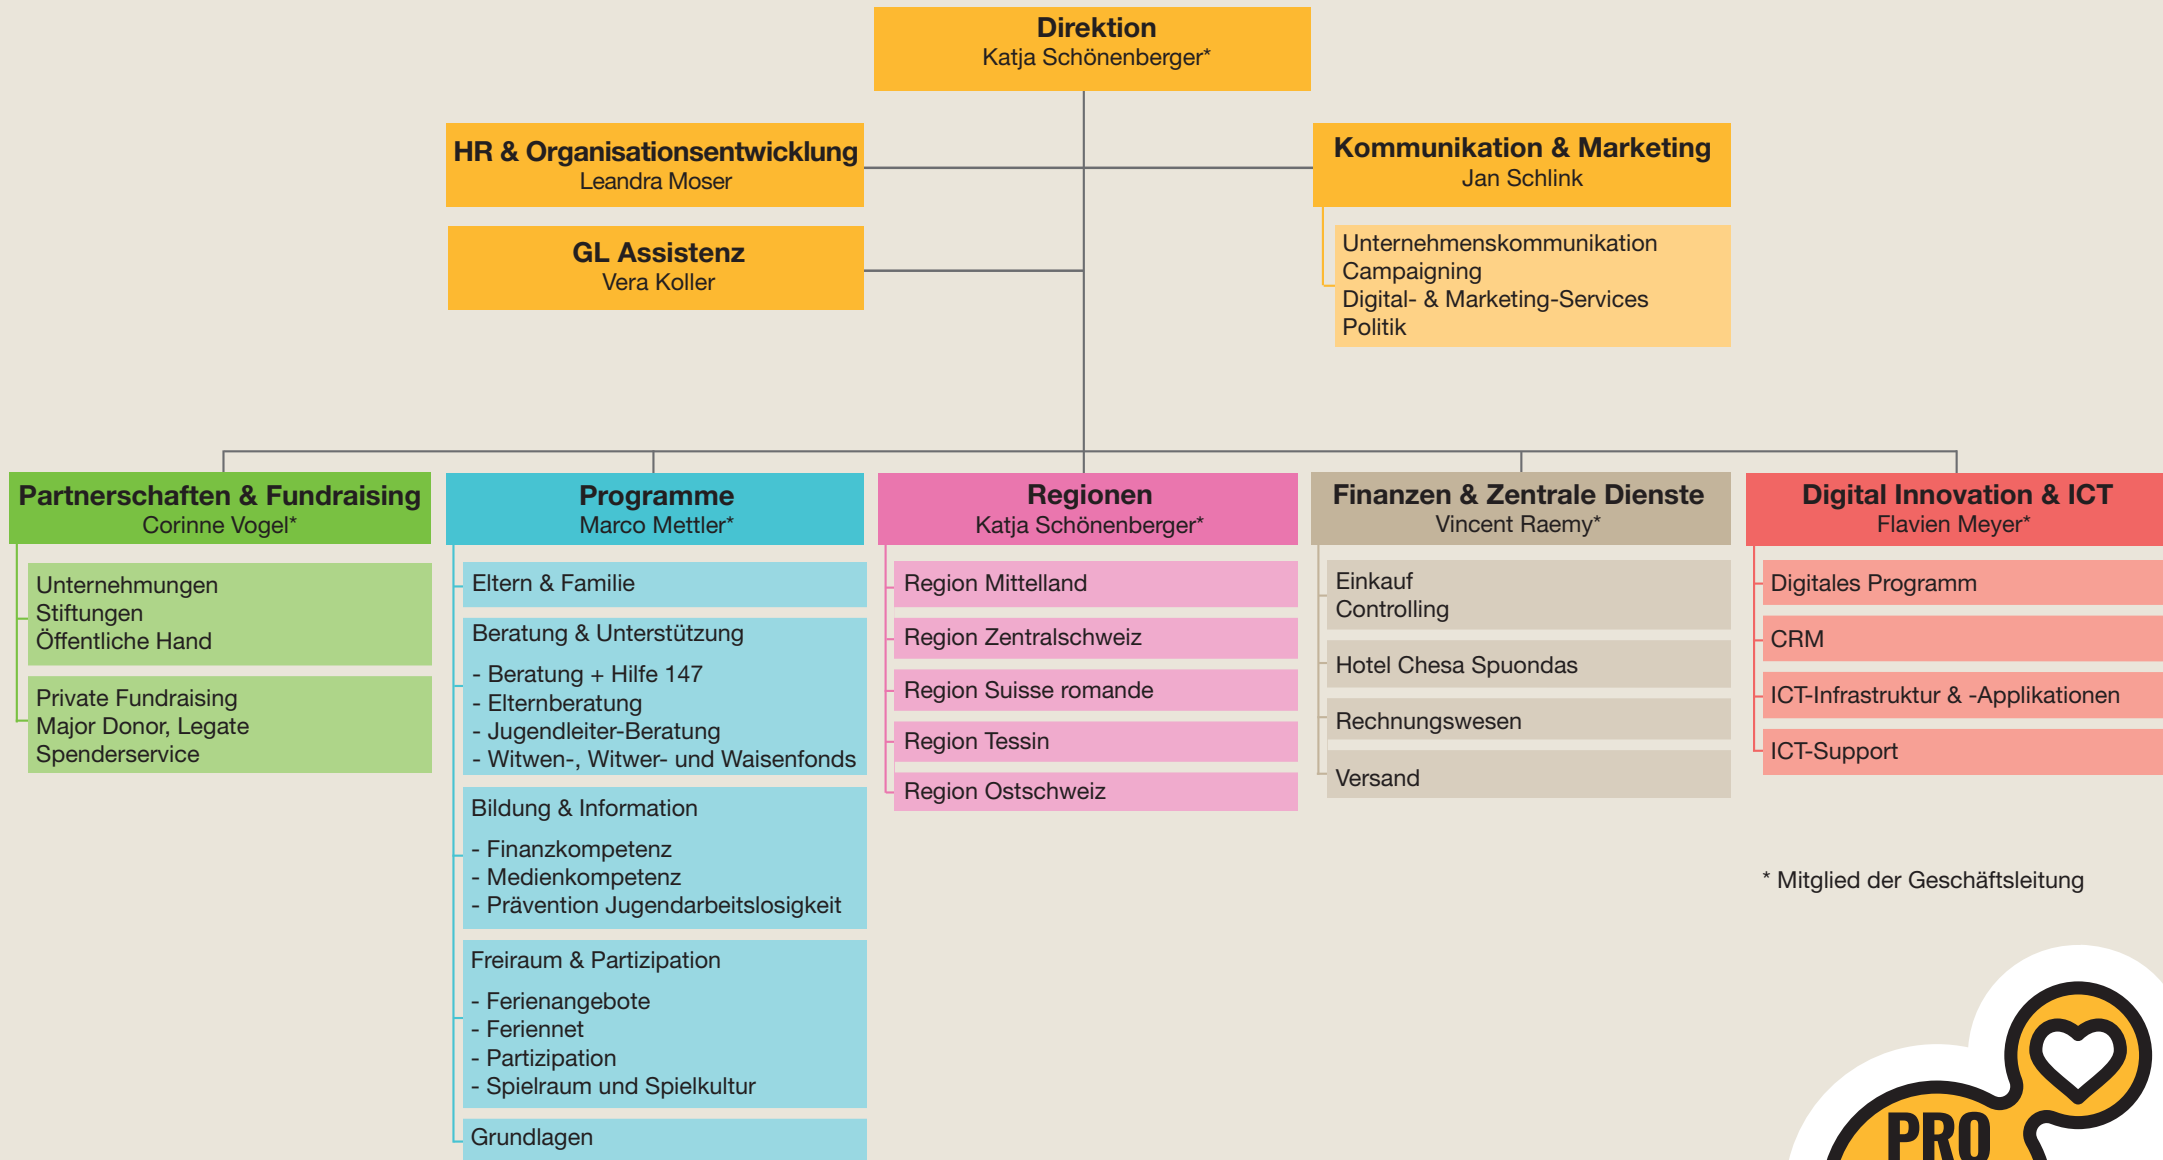 Direktion
Katja Schönenberger*
HR & Organisationsentwicklung
Leandra Moser
Kommunikation & Marketing
Jan Schlink
GL Assistenz
Vera Koller
Unternehmenskommunikation
Campaigning
Digital- & Marketing-Services
Politik
Partnerschaften & Fundraising
Corinne Vogel*
Unternehmungen
Stiftungen
Öffentliche Hand
Private Fundraising
Major Donor, Legate
Spenderservice
Programme
Marco Mettler*
Eltern & Familie
Beratung & Unterstützung
- Beratung + Hilfe 147
- Elternberatung
- Jugendleiter-Beratung
- Witwen-, Witwer- und Waisenfonds
Bildung & Information
- Finanzkompetenz
- Medienkompetenz
- Prävention Jugendarbeitslosigkeit
Freiraum & Partizipation
- Ferienangebote
- Feriennet
- Partizipation
- Spielraum und Spielkultur
Grundlagen
Regionen
Katja Schönenberger*
Region Mittelland
Region Zentralschweiz
Region Suisse romande
Region Tessin
Region Ostschweiz
Finanzen & Zentrale Dienste
Vincent Raemy*
Einkauf
Controlling
Hotel Chesa Spuondas
Rechnungswesen
Versand
Digital Innovation & ICT
Flavien Meyer*
Digitales Programm
CRM
ICT-Infrastruktur & -Applikationen
ICT-Support
* Mitglied der Geschäftsleitung
PRO